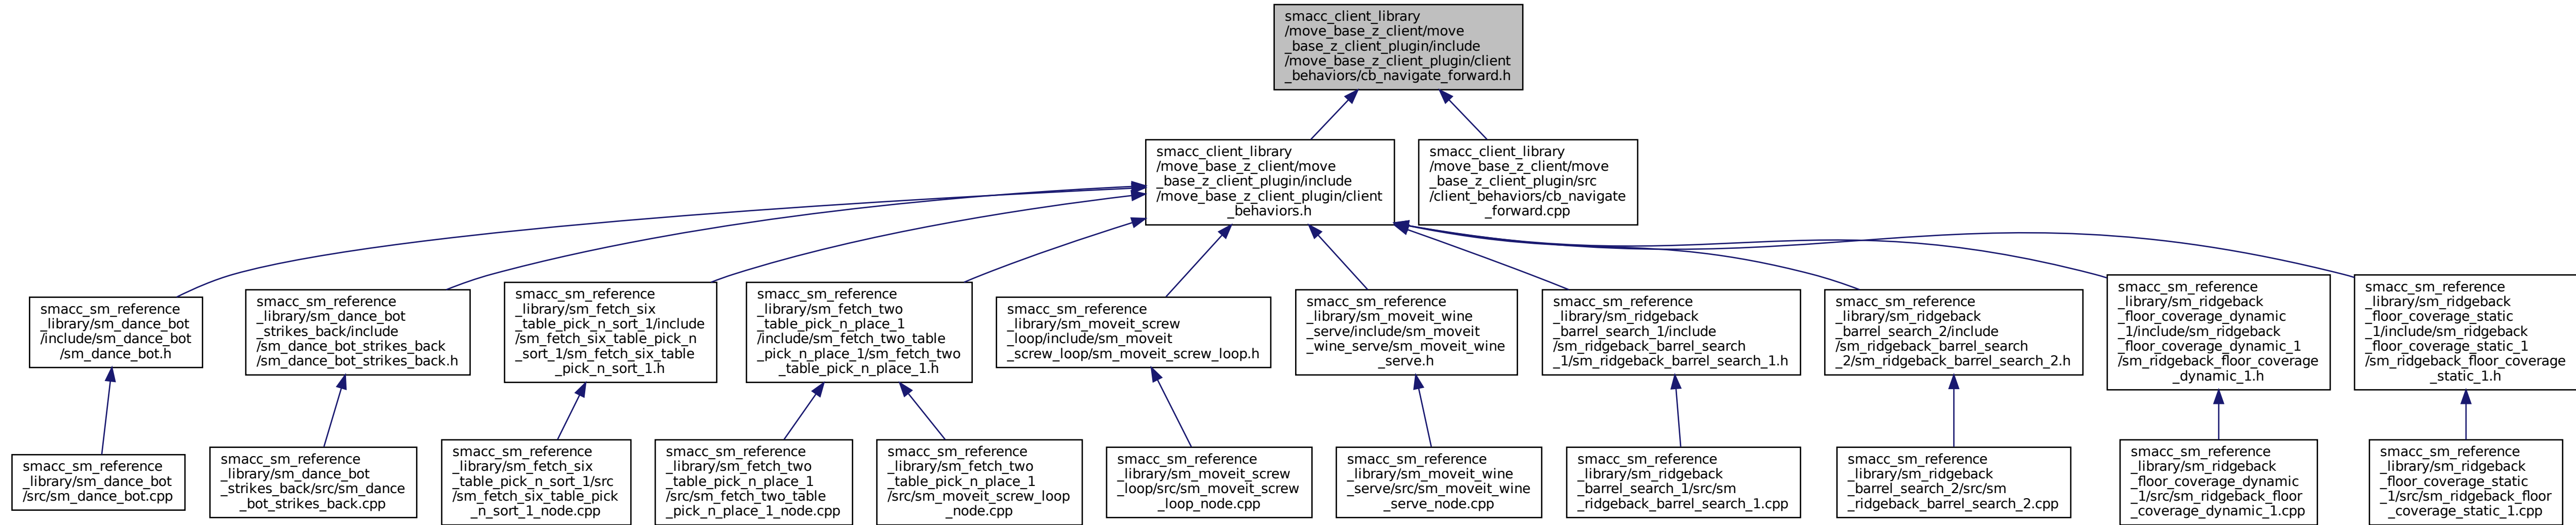 smacc_client_library
/move_base_z_client/move
_base_z_client_plugin/include
/move_base_z_client_plugin/client
_behaviors/cb_navigate_forward.h
smacc_client_library
/move_base_z_client/move
_base_z_client_plugin/include
/move_base_z_client_plugin/client
_behaviors.h
smacc_client_library
/move_base_z_client/move
_base_z_client_plugin/src
/client_behaviors/cb_navigate
_forward.cpp
smacc_sm_reference
_library/sm_dance_bot
/include/sm_dance_bot
/sm_dance_bot.h
smacc_sm_reference
_library/sm_dance_bot
_strikes_back/include
/sm_dance_bot_strikes_back
/sm_dance_bot_strikes_back.h
smacc_sm_reference
_library/sm_fetch_six
_table_pick_n_sort_1/include
/sm_fetch_six_table_pick_n
_sort_1/sm_fetch_six_table
_pick_n_sort_1.h
smacc_sm_reference
_library/sm_fetch_two
_table_pick_n_place_1
/include/sm_fetch_two_table
_pick_n_place_1/sm_fetch_two
_table_pick_n_place_1.h
smacc_sm_reference
_library/sm_moveit_screw
_loop/include/sm_moveit
_screw_loop/sm_moveit_screw_loop.h
smacc_sm_reference
_library/sm_moveit_wine
_serve/include/sm_moveit
_wine_serve/sm_moveit_wine
_serve.h
smacc_sm_reference
_library/sm_ridgeback
_barrel_search_1/include
/sm_ridgeback_barrel_search
_1/sm_ridgeback_barrel_search_1.h
smacc_sm_reference
_library/sm_ridgeback
_barrel_search_2/include
/sm_ridgeback_barrel_search
_2/sm_ridgeback_barrel_search_2.h
smacc_sm_reference
_library/sm_ridgeback
_floor_coverage_dynamic
_1/include/sm_ridgeback
_floor_coverage_dynamic_1
/sm_ridgeback_floor_coverage
_dynamic_1.h
smacc_sm_reference
_library/sm_ridgeback
_floor_coverage_static
_1/include/sm_ridgeback
_floor_coverage_static_1
/sm_ridgeback_floor_coverage
_static_1.h
smacc_sm_reference
_library/sm_dance_bot
/src/sm_dance_bot.cpp
smacc_sm_reference
_library/sm_dance_bot
_strikes_back/src/sm_dance
_bot_strikes_back.cpp
smacc_sm_reference
_library/sm_fetch_six
_table_pick_n_sort_1/src
/sm_fetch_six_table_pick
_n_sort_1_node.cpp
smacc_sm_reference
_library/sm_fetch_two
_table_pick_n_place_1
/src/sm_fetch_two_table
_pick_n_place_1_node.cpp
smacc_sm_reference
_library/sm_fetch_two
_table_pick_n_place_1
/src/sm_moveit_screw_loop
_node.cpp
smacc_sm_reference
_library/sm_moveit_screw
_loop/src/sm_moveit_screw
_loop_node.cpp
smacc_sm_reference
_library/sm_moveit_wine
_serve/src/sm_moveit_wine
_serve_node.cpp
smacc_sm_reference
_library/sm_ridgeback
_barrel_search_1/src/sm
_ridgeback_barrel_search_1.cpp
smacc_sm_reference
_library/sm_ridgeback
_barrel_search_2/src/sm
_ridgeback_barrel_search_2.cpp
smacc_sm_reference
_library/sm_ridgeback
_floor_coverage_dynamic
_1/src/sm_ridgeback_floor
_coverage_dynamic_1.cpp
smacc_sm_reference
_library/sm_ridgeback
_floor_coverage_static
_1/src/sm_ridgeback_floor
_coverage_static_1.cpp